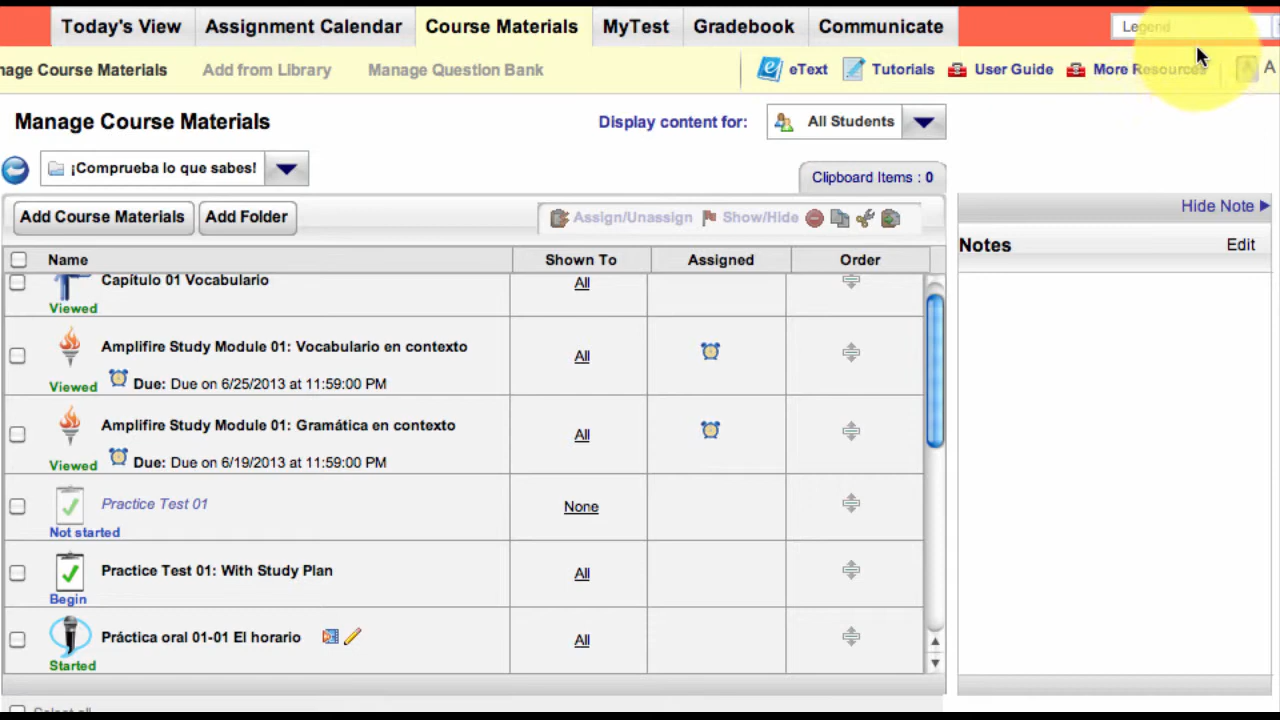 Today's View Assignment Calendar Course Materials MyTest Gradebook Communicate Legend
nage Course Materials Add from Library Manage Question Bank eText Tutorials User Guide More Resources A A
Manage Course Materials Display content for: All Students
¡Comprueba lo que sabes! Clipboard Items : 0
Hide Note
Add Course Materials Add Folder Assign/Unassign Show/Hide
Notes Edit
Name Shown To Assigned Order
Capítulo 01 Vocabulario All
Viewed
Amplifire Study Module 01: Vocabulario en contexto All
Viewed Due: Due on 6/25/2013 at 11:59:00 PM
Amplifire Study Module 01: Gramática en contexto All
Viewed Due: Due on 6/19/2013 at 11:59:00 PM
Practice Test 01 None
Not started
Practice Test 01: With Study Plan All
Begin
Práctica oral 01-01 El horario All
Started
Select all